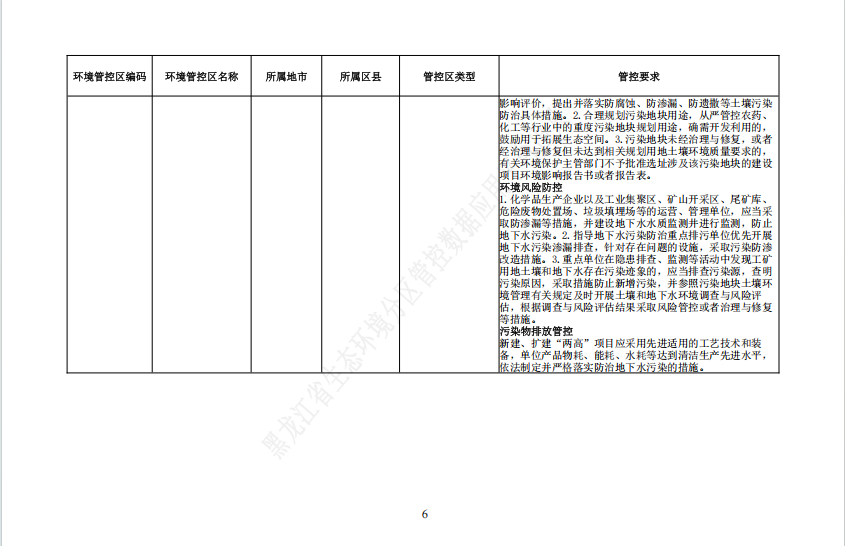 环境管控区编码 环境管控区名称 所属地市 所属区县 管控区类型 管控要求
影响评价，提出并落实防腐蚀、防渗漏、防遗撒等土壤污染
防治具体措施。2.合理规划污染地块用途，从严管控农药、
化工等行业中的重度污染地块规划用途，确需开发利用的，
鼓励用于拓展生态空间。3.污染地块未经治理与修复，或者
经治理与修复但未达到相关规划用地土壤环境质量要求的，
有关环境保护主管部门不予批准选址涉及该污染地块的建设
项目环境影响报告书或者报告表。
环境风险防控
1.化学品生产企业以及工业集聚区、矿山开采区、尾矿库、
危险废物处置场、垃圾填埋场等的运营、管理单位，应当采
取防渗漏等措施，并建设地下水水质监测井进行监测，防止
地下水污染。2.指导地下水污染防治重点排污单位优先开展
地下水污染渗漏排查，针对存在问题的设施，采取污染防渗
改造措施。3.重点单位在隐患排查、监测等活动中发现工矿
用地土壤和地下水存在污染迹象的，应当排查污染源，查明
污染原因，采取措施防止新增污染，并参照污染地块土壤环
境管理有关规定及时开展土壤和地下水环境调查与风险评
估，根据调查与风险评估结果采取风险管控或者治理与修复
等措施。
污染物排放管控
新建、扩建“两高”项目应采用先进适用的工艺技术和装
备，单位产品物耗、能耗、水耗等达到清洁生产先进水平，
依法制定并严格落实防治地下水污染的措施。
黑龙江省生态环境分区管控数据应用
6